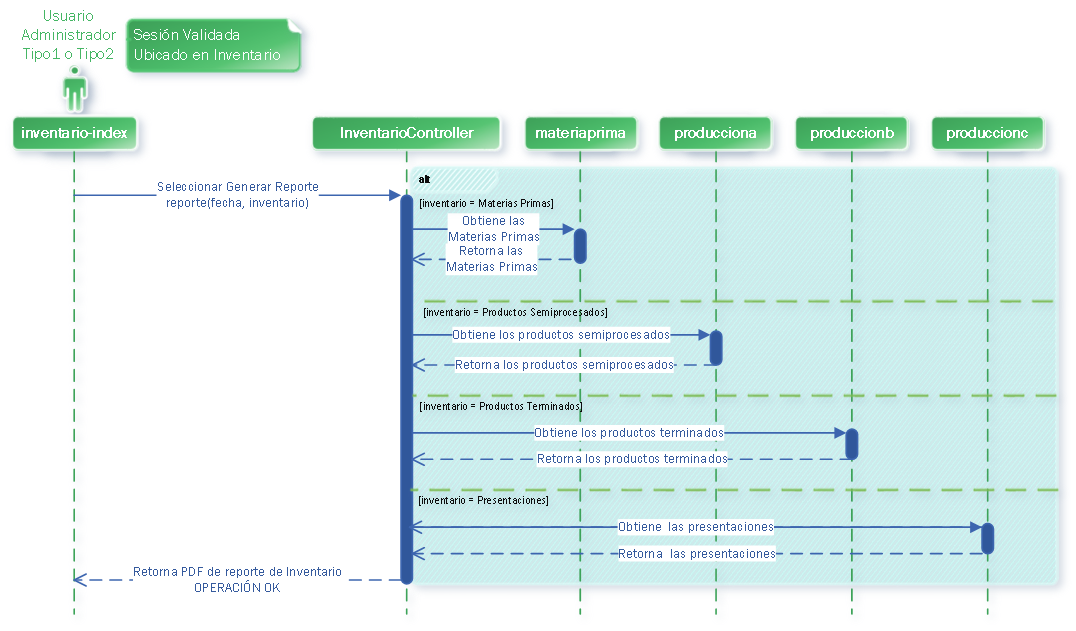 Usuario
Administrador
Tipo1 o Tipo2
Sesión Validada
Ubicado en Inventario
inventario-index
InventarioController
materiaprima
producciona
produccionb
produccionc
alt
Seleccionar Generar Reporte
reporte(fecha, inventario)
[inventario = Materias Primas]
Obtiene las
Materias Primas
Retorna las
Materias Primas
[inventario = Productos Semiprocesados]
Obtiene los productos semiprocesados
Retorna los productos semiprocesados
[inventario = Productos Terminados]
Obtiene los productos terminados
Retorna los productos terminados
[inventario = Presentaciones]
Obtiene las presentaciones
Retorna las presentaciones
Retorna PDF de reporte de Inventario
OPERACIÓN OK